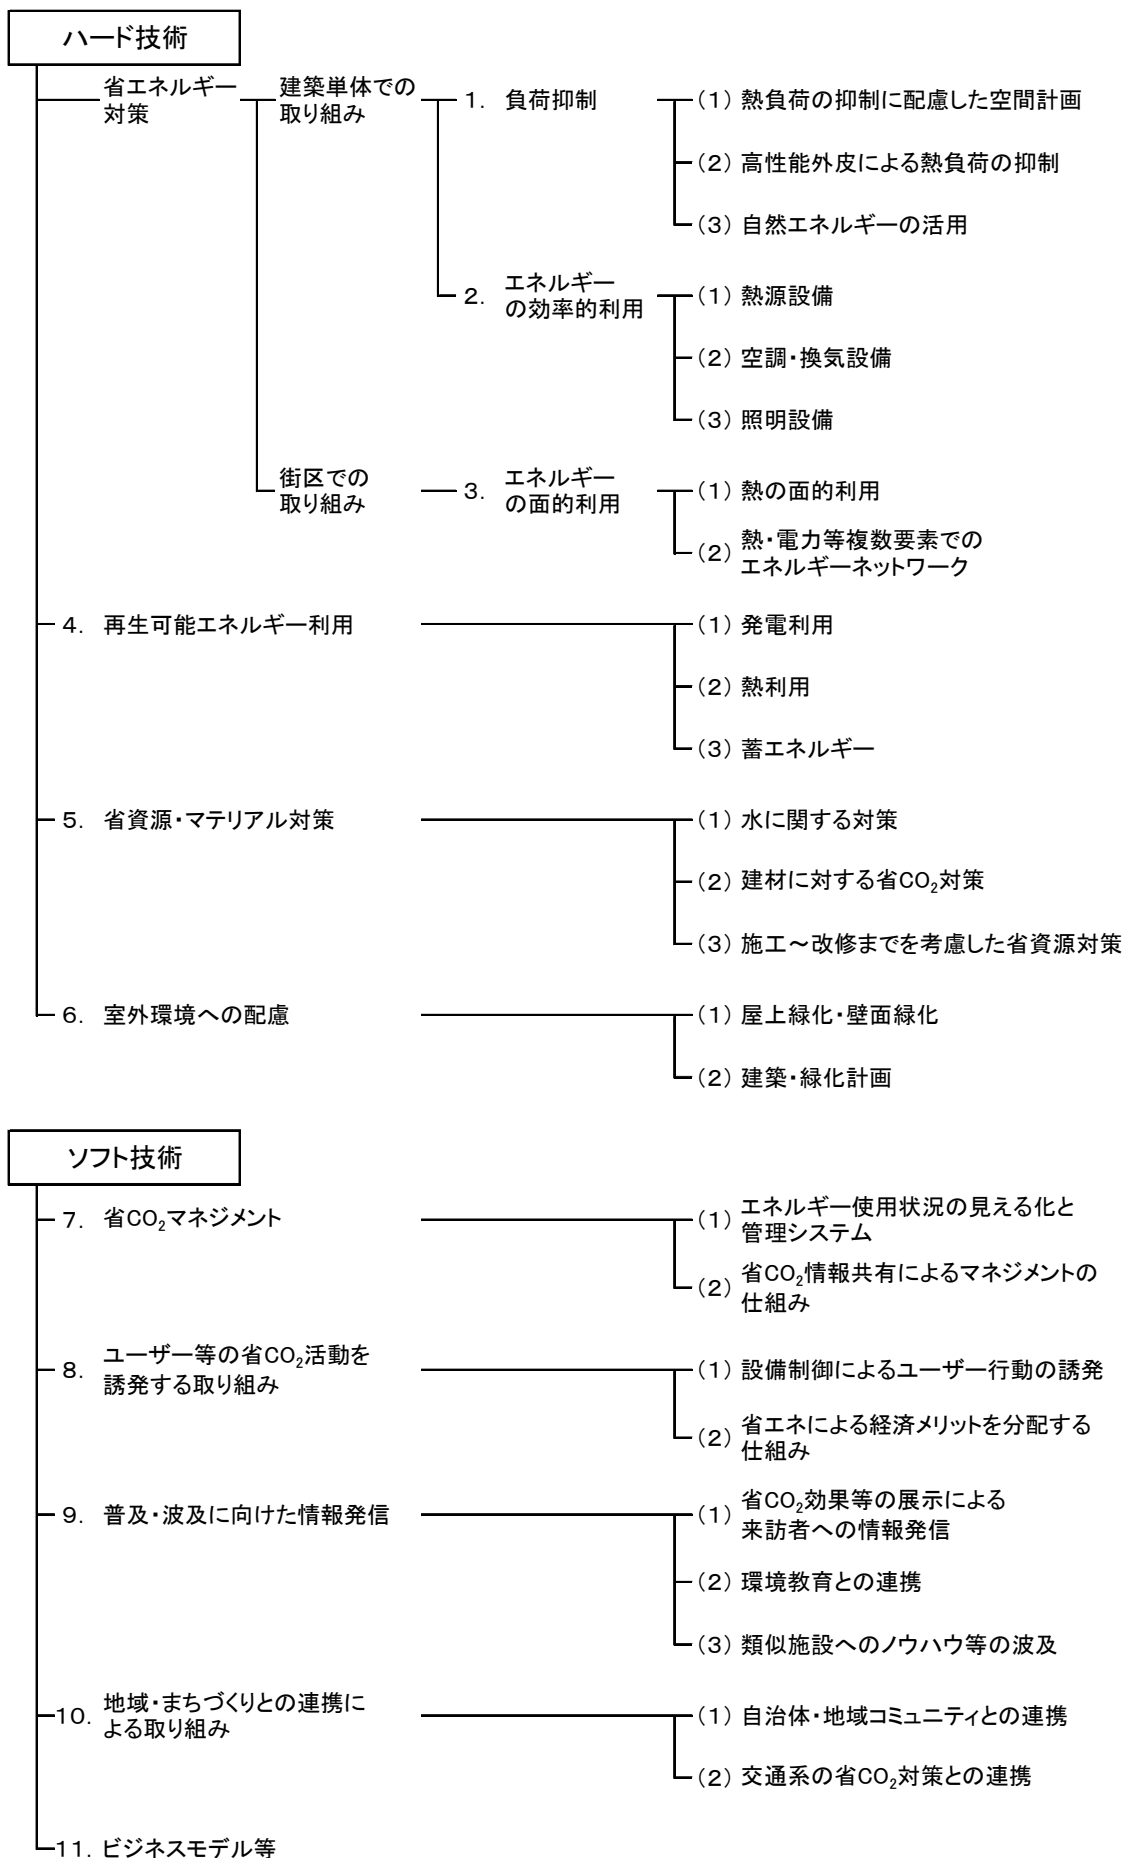 ハード技術
省エネルギー
対策
建築単体での
取り組み
1. 負荷抑制
(1) 熱負荷の抑制に配慮した空間計画
(2) 高性能外皮による熱負荷の抑制
(3) 自然エネルギーの活用
2. エネルギー
の効率的利用
(1) 熱源設備
(2) 空調・換気設備
(3) 照明設備
街区での
取り組み
3. エネルギー
の面的利用
(1) 熱の面的利用
(2) 熱・電力等複数要素での
エネルギーネットワーク
4. 再生可能エネルギー利用
(1) 発電利用
(2) 熱利用
(3) 蓄エネルギー
5. 省資源・マテリアル対策
(1) 水に関する対策
(2) 建材に対する省CO₂対策
(3) 施工～改修までを考慮した省資源対策
6. 室外環境への配慮
(1) 屋上緑化・壁面緑化
(2) 建築・緑化計画
ソフト技術
7. 省CO₂マネジメント
(1) エネルギー使用状況の見える化と
管理システム
(2) 省CO₂情報共有によるマネジメントの
仕組み
8. ユーザー等の省CO₂活動を
誘発する取り組み
(1) 設備制御によるユーザー行動の誘発
(2) 省エネによる経済メリットを分配する
仕組み
9. 普及・波及に向けた情報発信
(1) 省CO₂効果等の展示による
来訪者への情報発信
(2) 環境教育との連携
(3) 類似施設へのノウハウ等の波及
10. 地域・まちづくりとの連携に
よる取り組み
(1) 自治体・地域コミュニティとの連携
(2) 交通系の省CO₂対策との連携
11. ビジネスモデル等